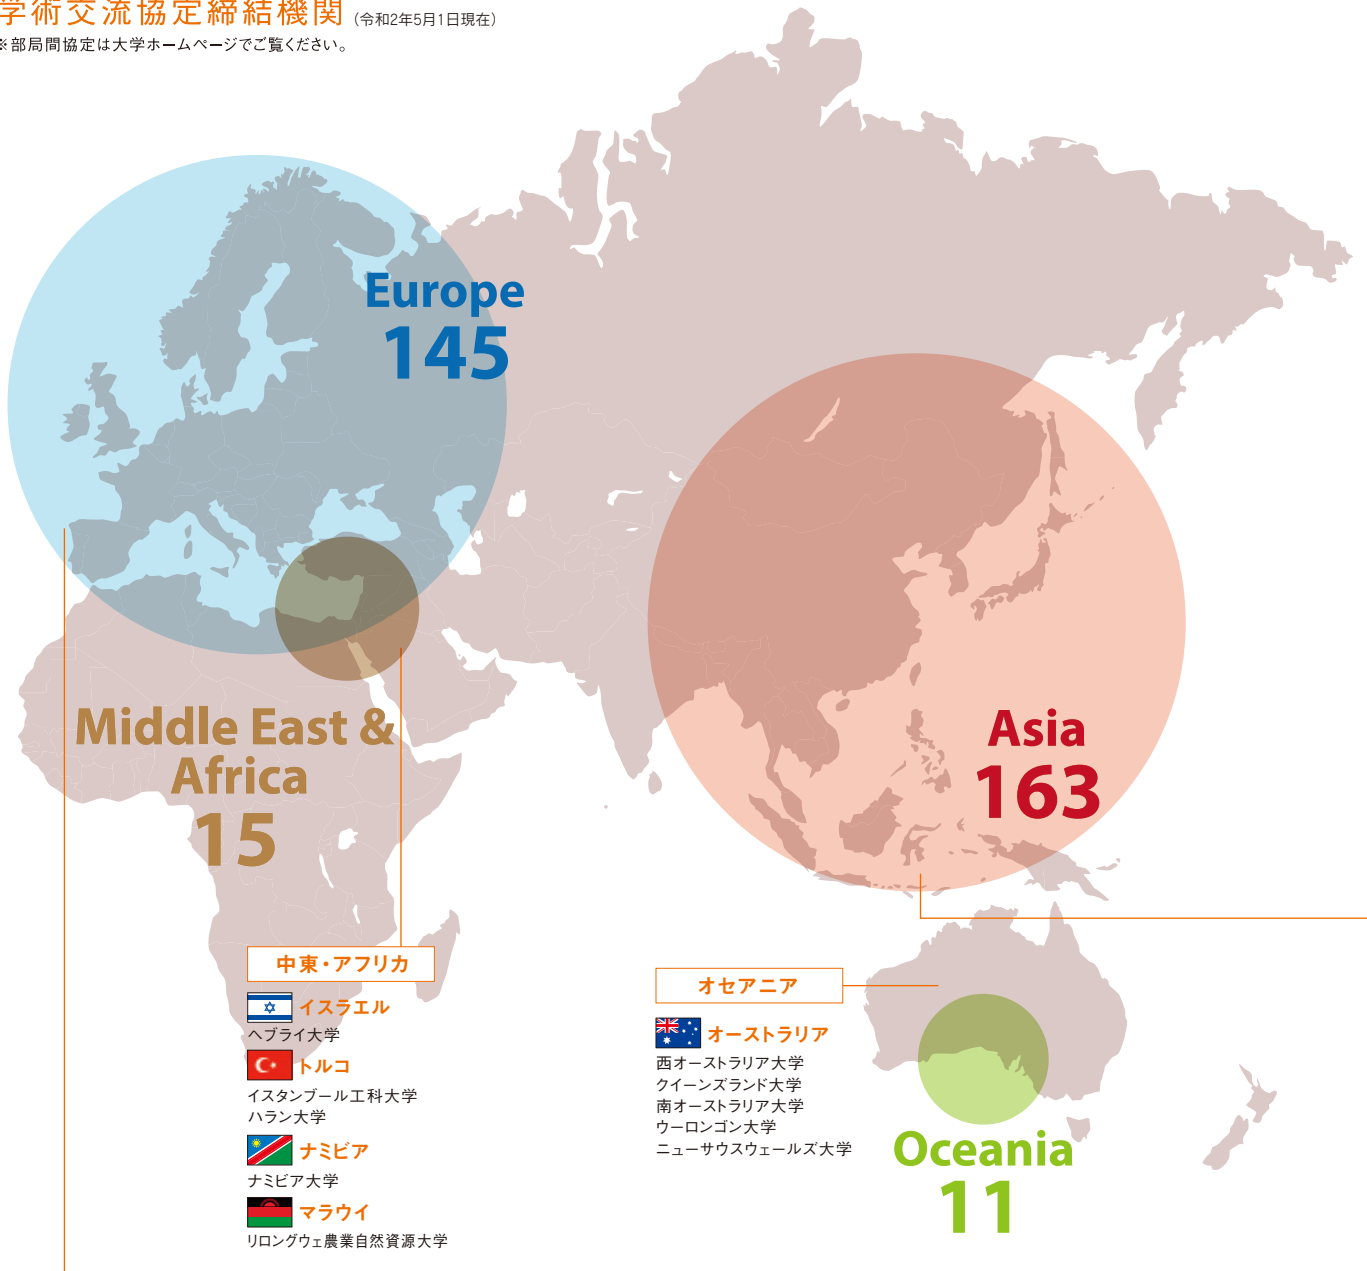 学術交流協定締結機関 (令和2年5月1日現在)
※部局間協定は大学ホームページでご覧ください。
Europe
145
Middle East &
Africa
15
Asia
163
中東・アフリカ
イスラエル
ヘブライ大学
トルコ
イスタンブール工科大学
ハラン大学
ナミビア
ナミビア大学
マラウイ
リロングウェ農業自然資源大学
オセアニア
オーストラリア
西オーストラリア大学
クイーンズランド大学
南オーストラリア大学
ウーロンゴン大学
ニューサウスウェールズ大学
Oceania
11